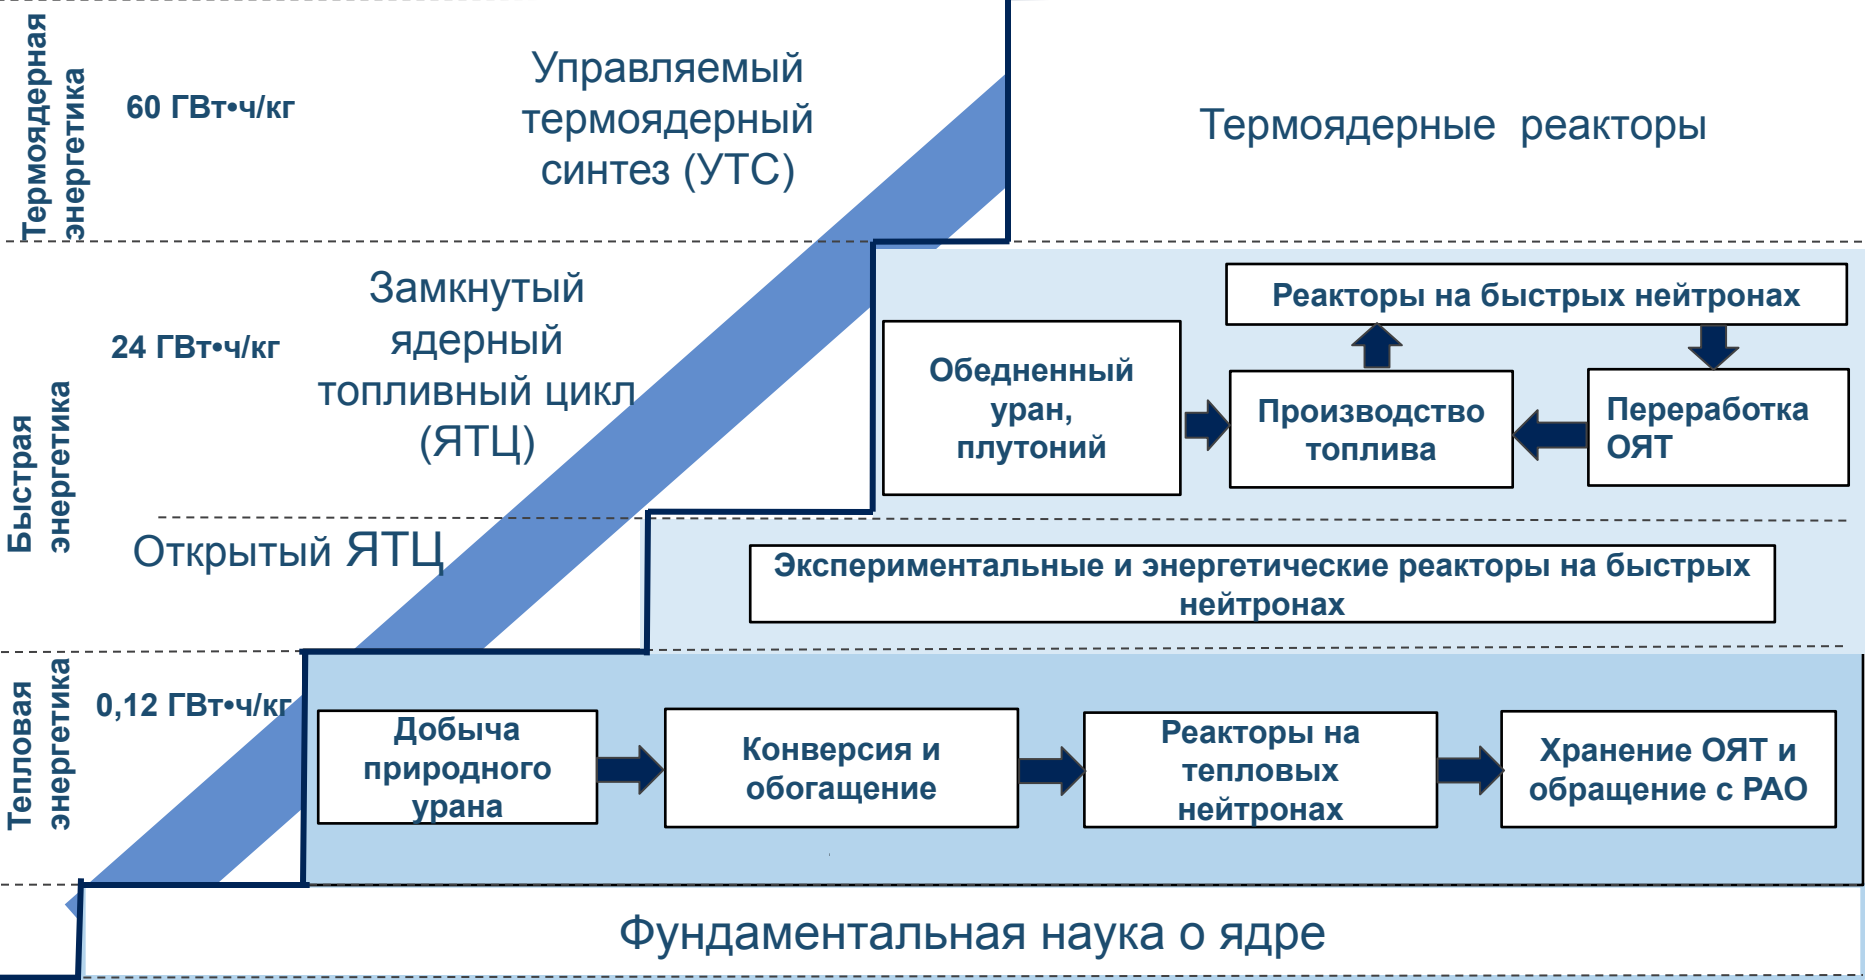 Термоядерная
энергетика
60 ГВт•ч/кг
Управляемый
термоядерный
синтез (УТС)
Термоядерные реакторы
Быстрая
энергетика
24 ГВт•ч/кг
Замкнутый
ядерный
топливный цикл
(ЯТЦ)
Реакторы на быстрых нейтронах
Обедненный
уран,
плутоний
Производство
топлива
Переработка
ОЯТ
Открытый ЯТЦ
Экспериментальные и энергетические реакторы на быстрых
нейтронах
Тепловая
энергетика
0,12 ГВт•ч/кг
Добыча
природного
урана
Конверсия и
обогащение
Реакторы на
тепловых
нейтронах
Хранение ОЯТ и
обращение с РАО
Фундаментальная наука о ядре